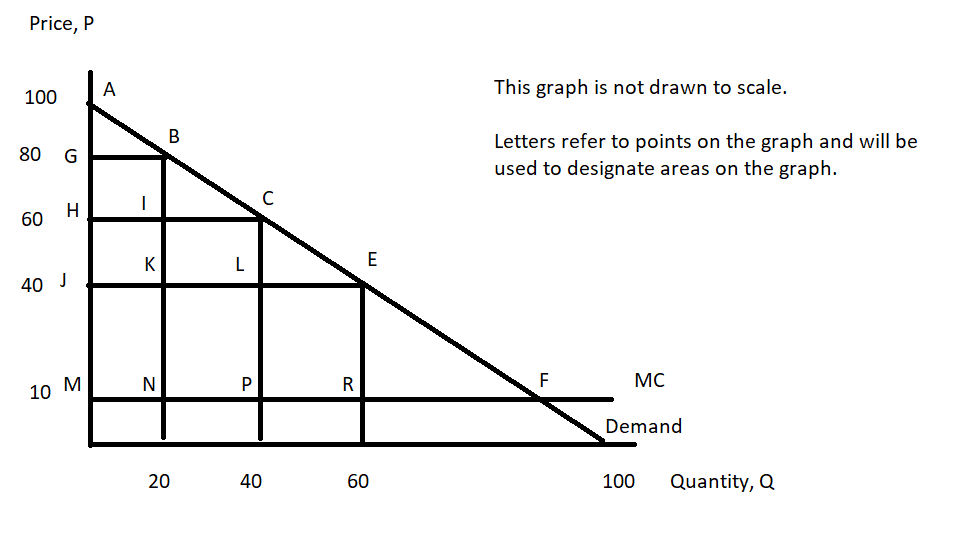 Price, P
A
100
This graph is not drawn to scale.
Letters refer to points on the graph and will be
used to designate areas on the graph.
B
80 G
I
C
H
60
K
L
E
40 J
10 M N P R F MC
Demand
20 40 60 100 Quantity, Q